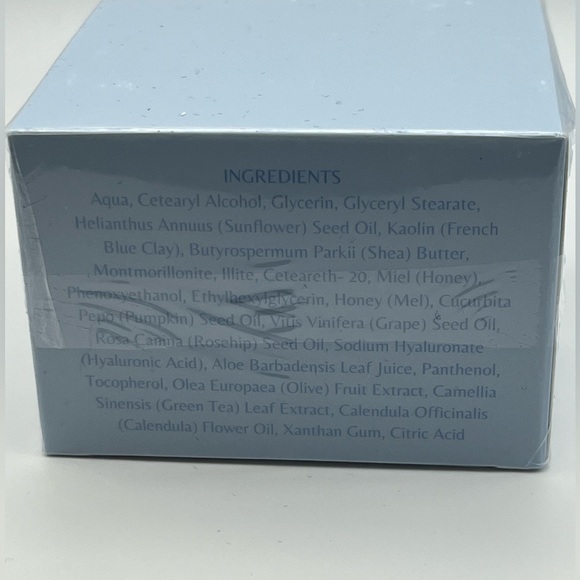 INGREDIENTS
Aqua, Cetearyl Alcohol, Glycerin, Glyceryl Stearate,
Helianthus Annuus (Sunflower) Seed Oil, Kaolin (French
Blue Clay), Butyrospermum Parkii (Shea) Butter,
Montmorillonite, Illite, Ceteareth- 20, Miel (Honey),
Phenoxyethanol, Ethylhexylglycerin, Honey (Mel), Cucurbita
Pepo (Pumpkin) Seed Oil, Vitis Vinifera (Grape) Seed Oil,
Rosa Canina (Rosehip) Seed Oil, Sodium Hyaluronate
(Hyaluronic Acid), Aloe Barbadensis Leaf Juice, Panthenol,
Tocopherol, Olea Europaea (Olive) Fruit Extract, Camellia
Sinensis (Green Tea) Leaf Extract, Calendula Officinalis
(Calendula) Flower Oil, Xanthan Gum, Citric Acid